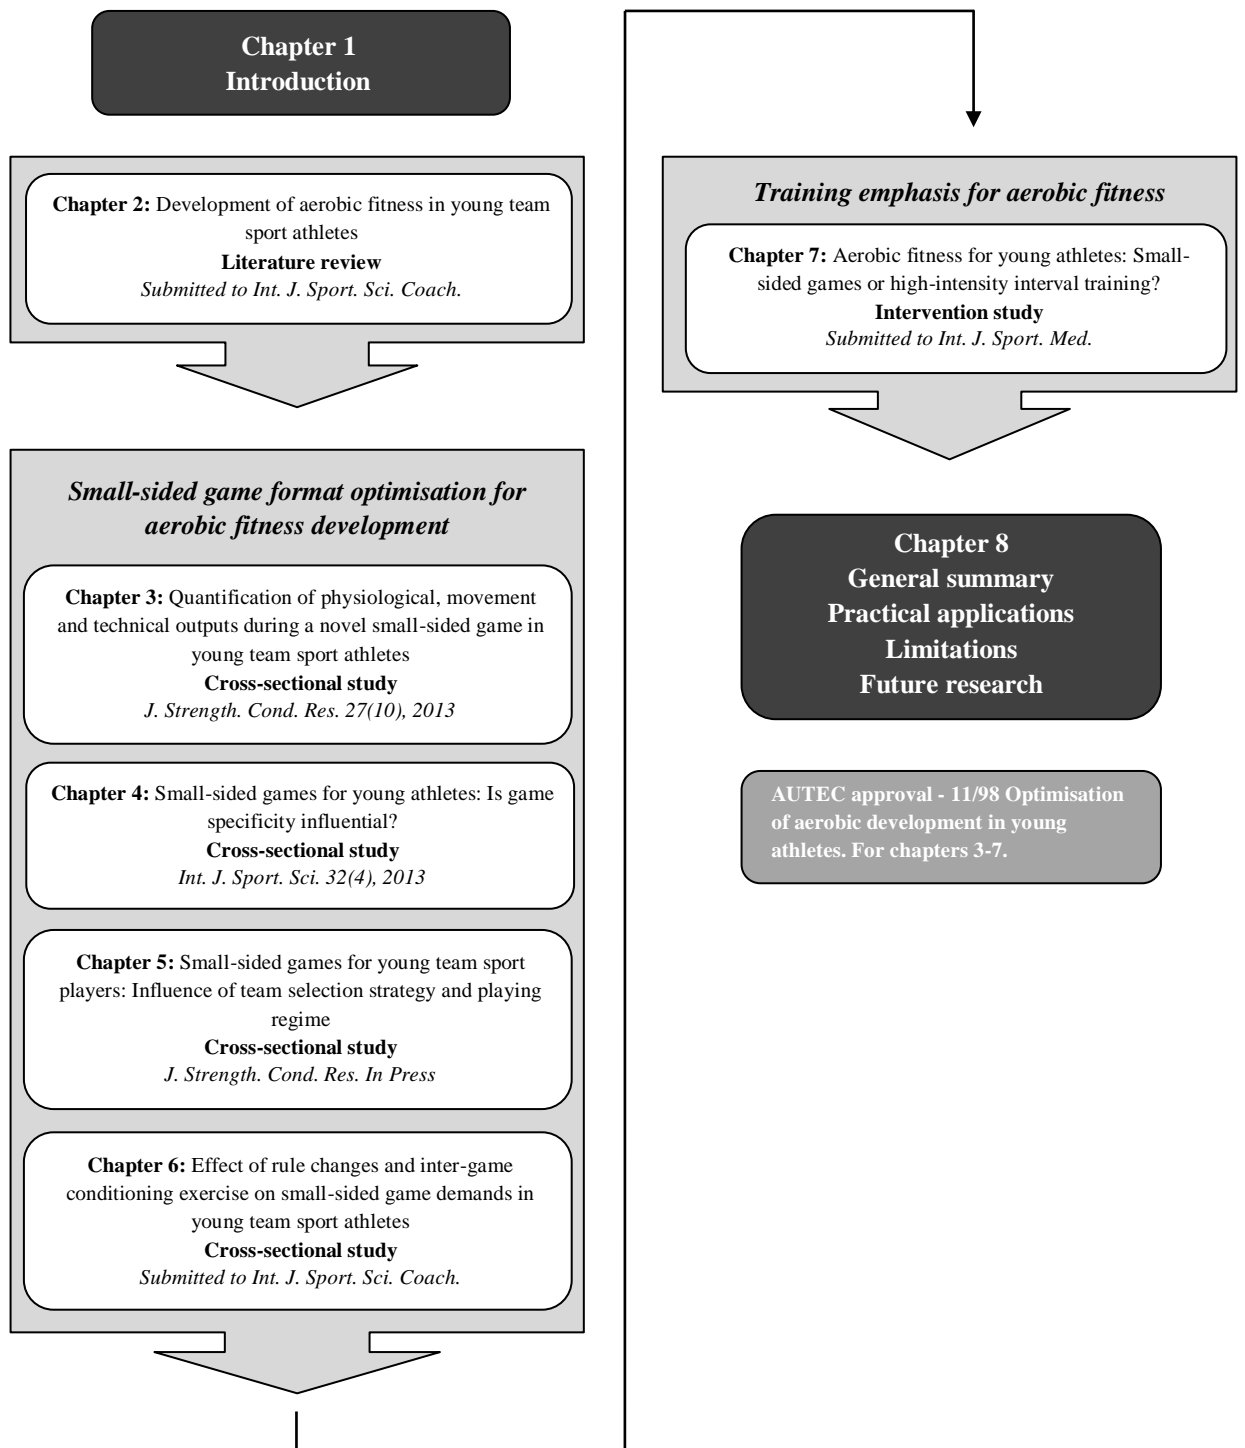 Chapter 1
Introduction
Chapter 2: Development of aerobic fitness in young team
sport athletes
Literature review
Submitted to Int. J. Sport. Sci. Coach.
Small-sided game format optimisation for
aerobic fitness development
Chapter 3: Quantification of physiological, movement
and technical outputs during a novel small-sided game in
young team sport athletes
Cross-sectional study
J. Strength. Cond. Res. 27(10), 2013
Chapter 4: Small-sided games for young athletes: Is game
specificity influential?
Cross-sectional study
Int. J. Sport. Sci. 32(4), 2013
Chapter 5: Small-sided games for young team sport
players: Influence of team selection strategy and playing
regime
Cross-sectional study
J. Strength. Cond. Res. In Press
Chapter 6: Effect of rule changes and inter-game
conditioning exercise on small-sided game demands in
young team sport athletes
Cross-sectional study
Submitted to Int. J. Sport. Sci. Coach.
Training emphasis for aerobic fitness
Chapter 7: Aerobic fitness for young athletes: Small-
sided games or high-intensity interval training?
Intervention study
Submitted to Int. J. Sport. Med.
Chapter 8
General summary
Practical applications
Limitations
Future research
AUTEC approval - 11/98 Optimisation
of aerobic development in young
athletes. For chapters 3-7.